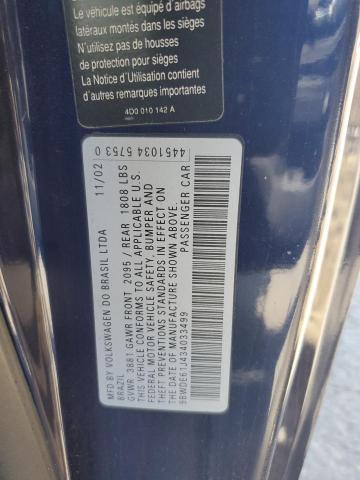 Le véhicule est équipé d'airbags
latéraux montés dans les sièges
N'utilisez pas de housses
de protection pour sièges
La Notice d'Utilisation contient
d'autres remarques importantes
4D0 010 142 A
MFD BY VOLKSWAGEN DO BRASIL LTDA 11/02 4451034 5753 0
BRAZIL
GVWR 3881 GAWR FRONT 2095 / REAR 1808 LBS
THIS VEHICLE CONFORMS TO ALL APPLICABLE U.S.
FEDERAL MOTOR VEHICLE SAFETY, BUMPER AND
THEFT PREVENTIONS STANDARDS IN EFFECT ON
THE DATE OF MANUFACTURE SHOWN ABOVE.
9BWDE61J434033499 PASSENGER CAR